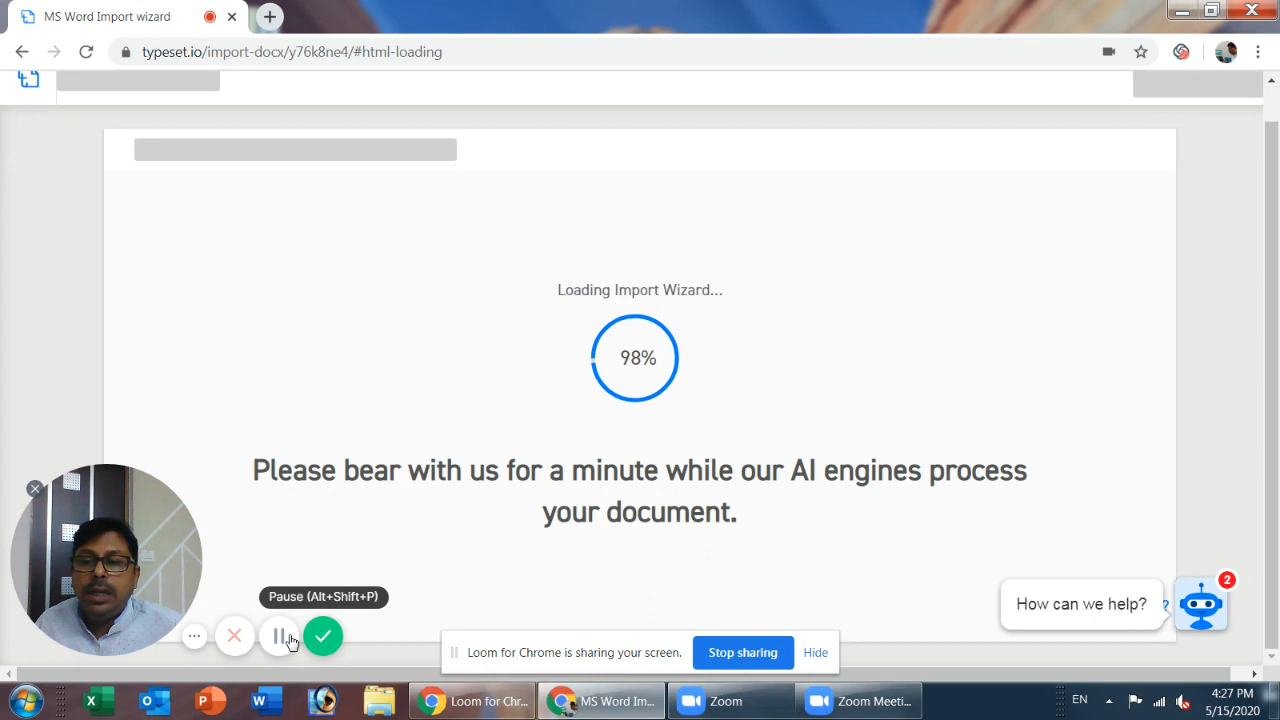 MS Word Import wizard
typeset.io/import-docx/y76k8ne4/#html-loading
Loading Import Wizard...
98%
Please bear with us for a minute while our AI engines process
your document.
Pause (Alt+Shift+P)
How can we help?
2
?
Loom for Chrome is sharing your screen.
Stop sharing
Hide
Loom for Chr...
MS Word Im...
Zoom
Zoom Meeti...
EN
4:27 PM
5/15/2020